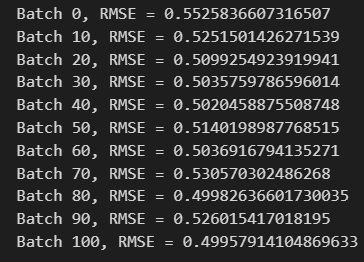 Batch 0, RMSE = 0.5525836607316507
Batch 10, RMSE = 0.5251501426271539
Batch 20, RMSE = 0.5099254923919941
Batch 30, RMSE = 0.5035759786596014
Batch 40, RMSE = 0.5020458875508748
Batch 50, RMSE = 0.5140198987768515
Batch 60, RMSE = 0.5036916794135271
Batch 70, RMSE = 0.530570302486268
Batch 80, RMSE = 0.49982636601730035
Batch 90, RMSE = 0.526015417018195
Batch 100, RMSE = 0.49957914104869633